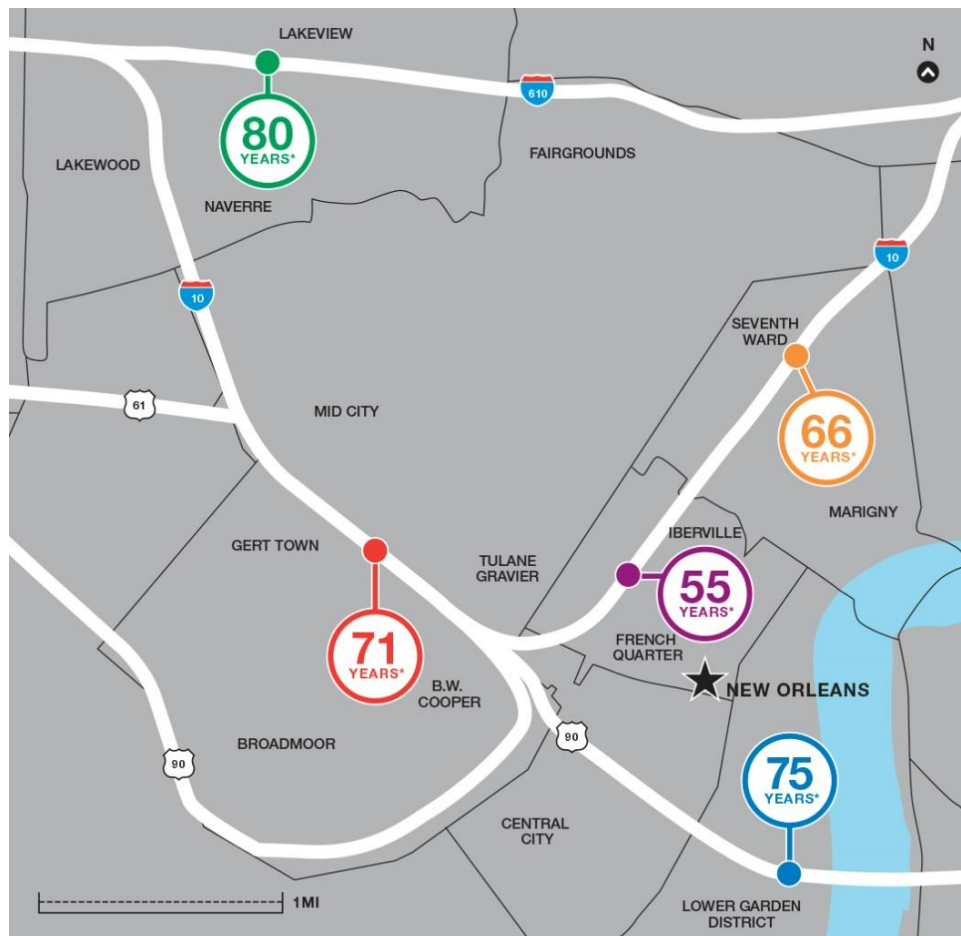 LAKEVIEW
N
610
80
YEARS*
FAIRGROUNDS
LAKEWOOD
NAVERRE
10
10
SEVENTH
WARD
61
MID CITY
66
YEARS*
MARIGNY
IBERVILLE
GERT TOWN
TULANE
GRAVIER
55
YEARS*
71
YEARS*
FRENCH
QUARTER
B.W.
COOPER
NEW ORLEANS
BROADMOOR
90
90
75
YEARS*
CENTRAL
CITY
1MI
LOWER GARDEN
DISTRICT